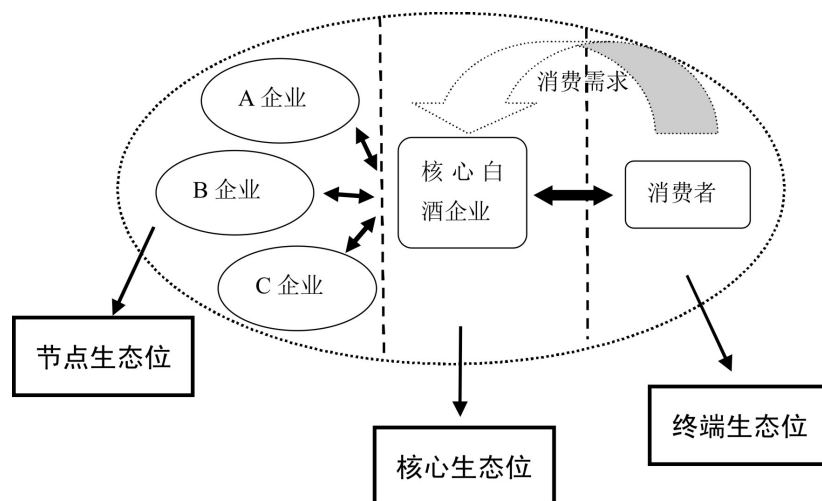 消费需求
A 企业
B 企业
C 企业
核心白
酒企业
消费者
节点生态位
核心生态位
终端生态位